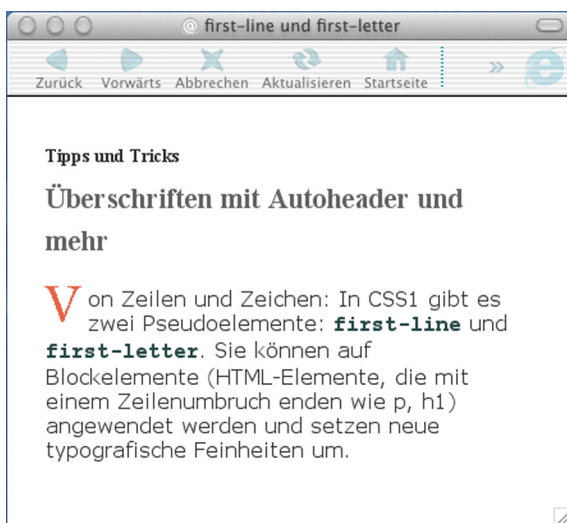 @ first-line und first-letter
Zurück Vorwärts Abbrechen Aktualisieren Startseite »
Tipps und Tricks
Überschriften mit Autoheader und
mehr
Von Zeilen und Zeichen: In CSS1 gibt es
zwei Pseudoelemente: first-line und
first-letter. Sie können auf
Blockelemente (HTML-Elemente, die mit
einem Zeilenumbruch enden wie p, h1)
angewendet werden und setzen neue
typografische Feinheiten um.